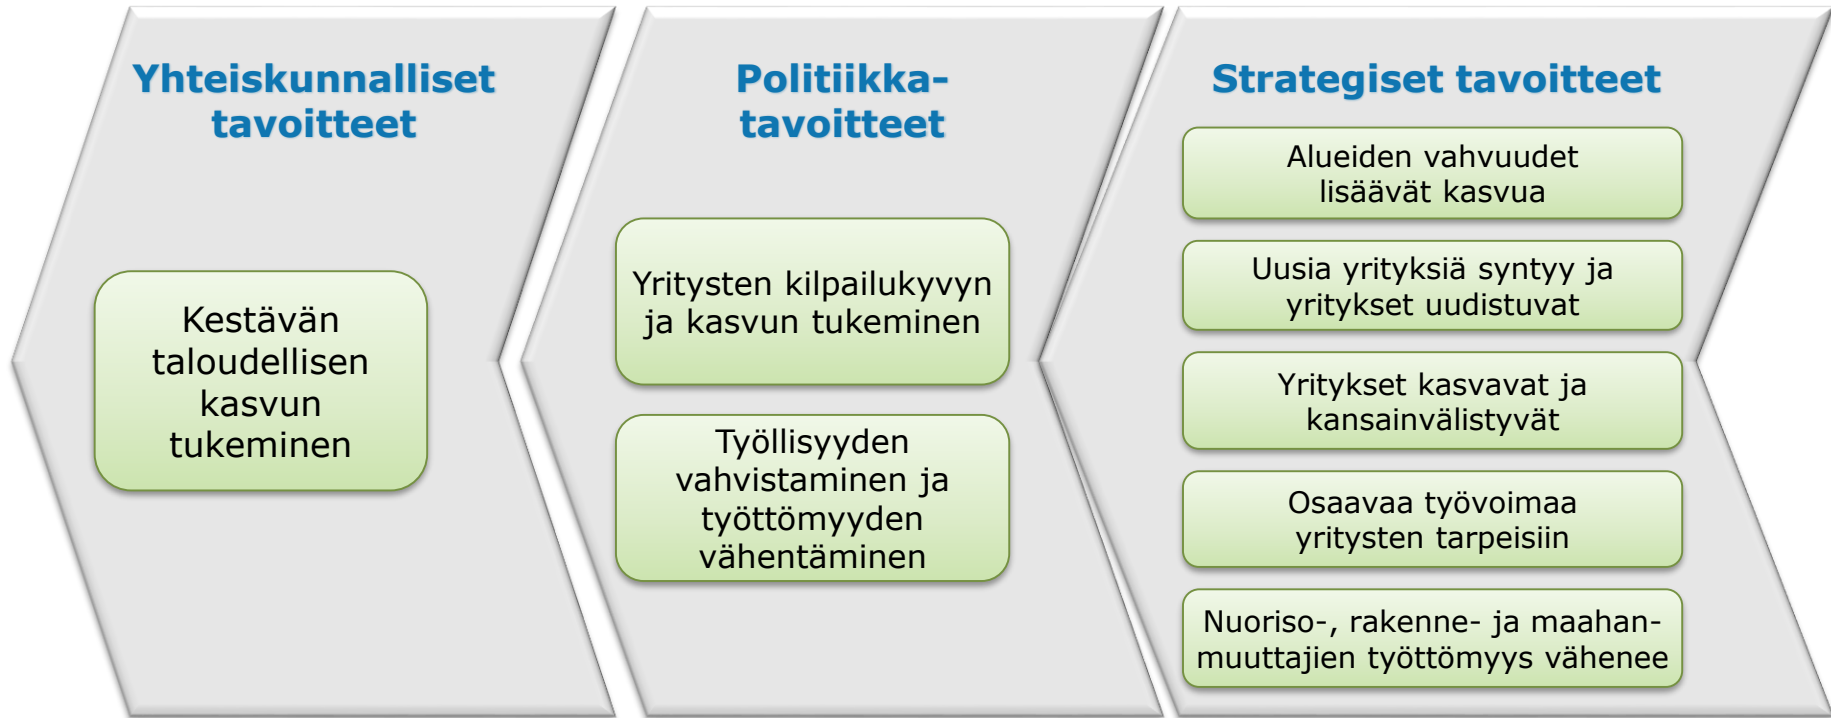 Yhteiskunnalliset
tavoitteet
Kestävän
taloudellisen
kasvun
tukeminen
Politiikka-
tavoitteet
Yritysten kilpailukyvyn
ja kasvun tukeminen
Työllisyyden
vahvistaminen ja
työttömyyden
vähentäminen
Strategiset tavoitteet
Alueiden vahvuudet
lisäävät kasvua
Uusia yrityksiä syntyy ja
yritykset uudistuvat
Yritykset kasvavat ja
kansainvälistyvät
Osaavaa työvoimaa
yritysten tarpeisiin
Nuoriso-, rakenne- ja maahan-
muuttajien työttömyys vähenee